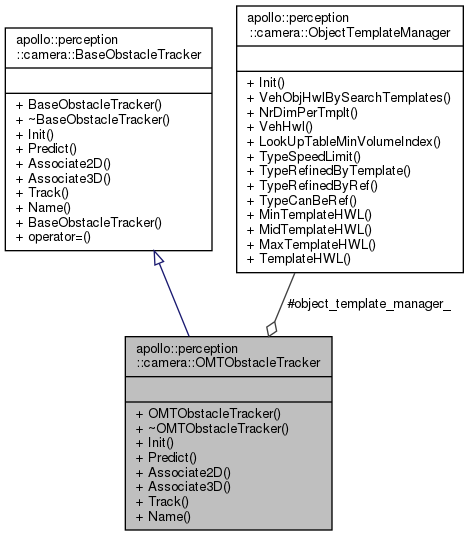 apollo::perception
::camera::BaseObstacleTracker
+ BaseObstacleTracker()
+ ~BaseObstacleTracker()
+ Init()
+ Predict()
+ Associate2D()
+ Associate3D()
+ Track()
+ Name()
+ BaseObstacleTracker()
+ operator=()
apollo::perception
::camera::ObjectTemplateManager
+ Init()
+ VehObjHwlBySearchTemplates()
+ NrDimPerTmplt()
+ VehHwl()
+ LookUpTableMinVolumeIndex()
+ TypeSpeedLimit()
+ TypeRefinedByTemplate()
+ TypeRefinedByRef()
+ TypeCanBeRef()
+ MinTemplateHWL()
+ MidTemplateHWL()
+ MaxTemplateHWL()
+ TemplateHWL()
#object_template_manager_
apollo::perception
::camera::OMTObstacleTracker
+ OMTObstacleTracker()
+ ~OMTObstacleTracker()
+ Init()
+ Predict()
+ Associate2D()
+ Associate3D()
+ Track()
+ Name()